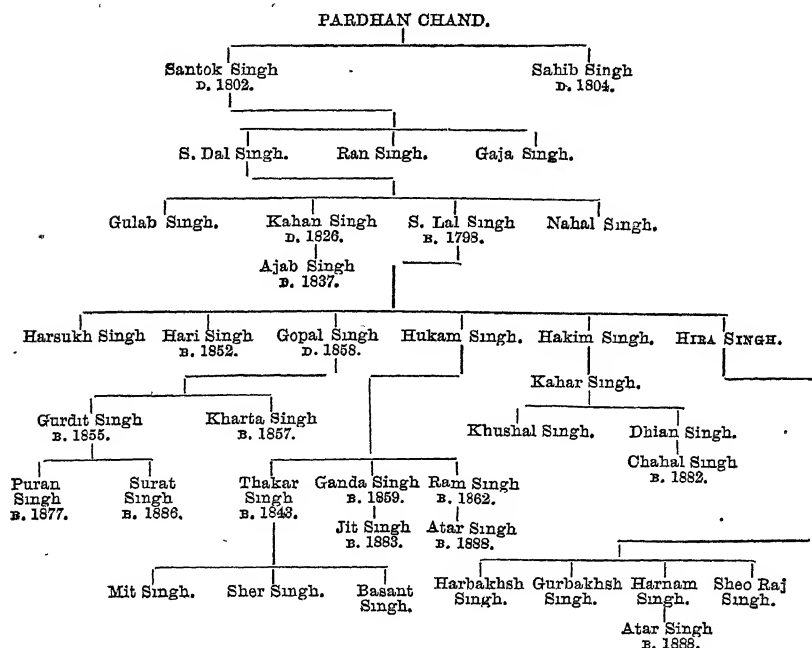 PARDHAN CHAND.
Santok Singh Sahib Singh
D. 1802. D. 1804.
S. Dal Singh. Ran Singh. Gaja Singh.
Gulab Singh. Kahan Singh S. Lal Singh Nahal Singh.
D. 1826. B. 1798.
Ajab Singh
B. 1837.
Harsukh Singh Hari Singh Gopal Singh Hukam Singh. Hakim Singh. HIRA SINGH.
B. 1852. D. 1858.
Kahar Singh.
Gurdit Singh Kharta Singh
B. 1855. B. 1857.
Khushal Singh. Dhian Singh.
Chahal Singh
B. 1882.
Puran Surat Thakar Ganda Singh Ram Singh
Singh Singh Singh B. 1859. B. 1862.
B. 1877. B. 1886. B. 1843.
Jit Singh Atar Singh
B. 1883. B. 1888.
Mit Singh. Sher Singh. Basant
Singh.
Harbakhsh Gurbakhsh Harnam Sheo Raj
Singh. Singh. Singh. Singh.
Atar Singh
B. 1888.